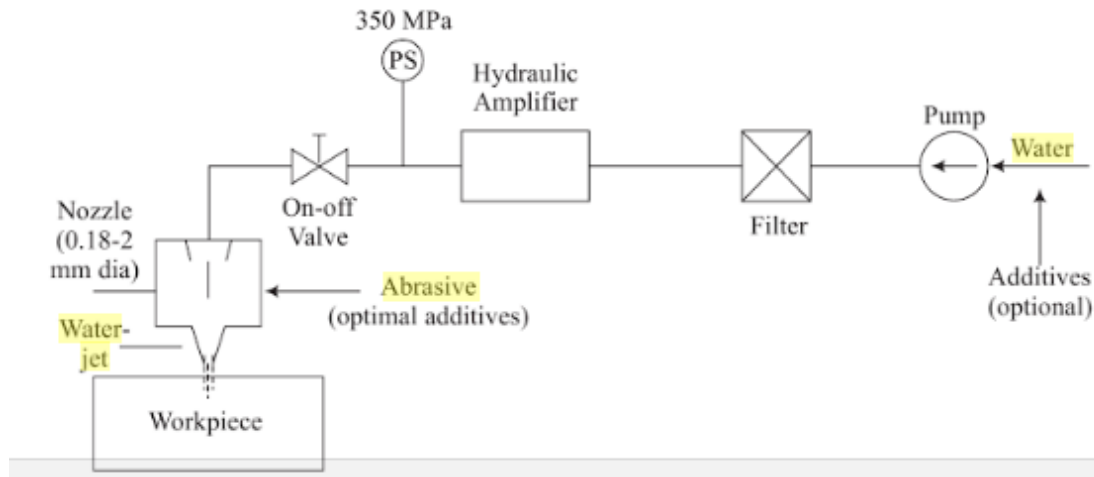 350 MPa
PS
Hydraulic
Amplifier
Pump
Water
Nozzle
(0.18-2
mm dia)
On-off
Valve
Filter
Additives
(optional)
Abrasive
(optimal additives)
Water-
jet
Workpiece